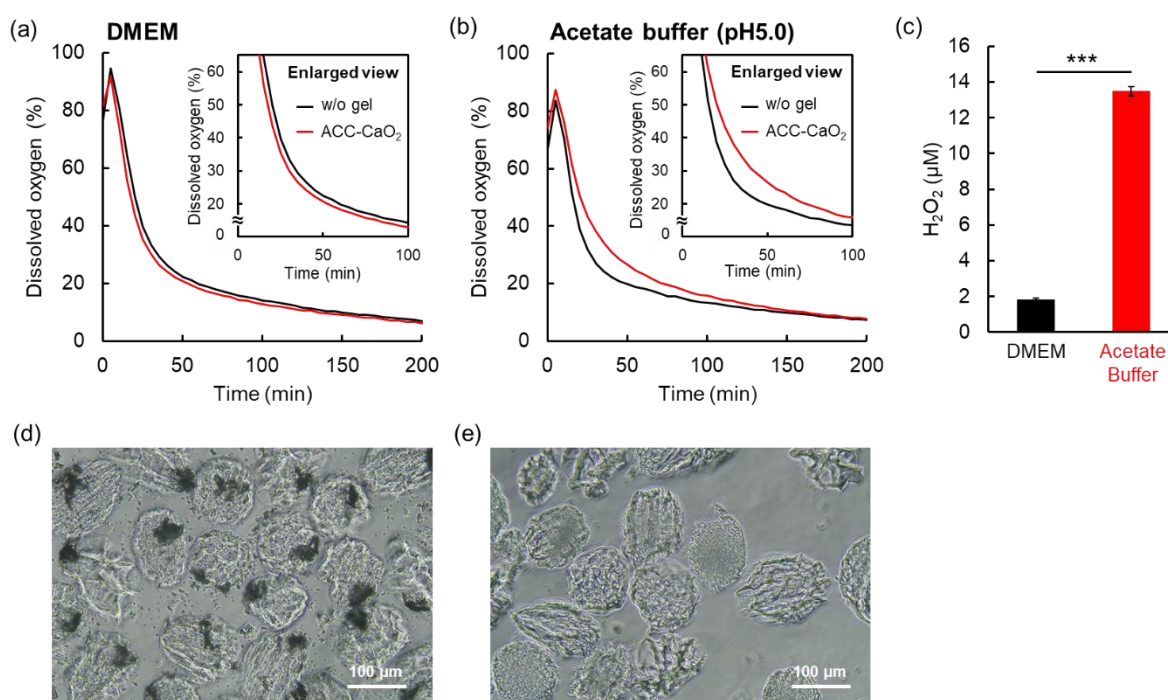 (a) DMEM
Dissolved oxygen (%)
100
80
60
40
20
0
0 50 100 150 200
Time (min)
Enlarged view
w/o gel
ACC-CaO₂
Dissolved oxygen (%)
60
50
40
30
20
0
0 50 100
Time (min)
(b) Acetate buffer (pH5.0)
Dissolved oxygen (%)
100
80
60
40
20
0
0 50 100 150 200
Time (min)
Enlarged view
w/o gel
ACC-CaO₂
Dissolved oxygen (%)
60
50
40
30
20
0
0 50 100
Time (min)
(c)
H₂O₂ (µM)
16
14
12
10
8
6
4
2
0
***
DMEM
Acetate
Buffer
(d)
100 µm
(e)
100 µm